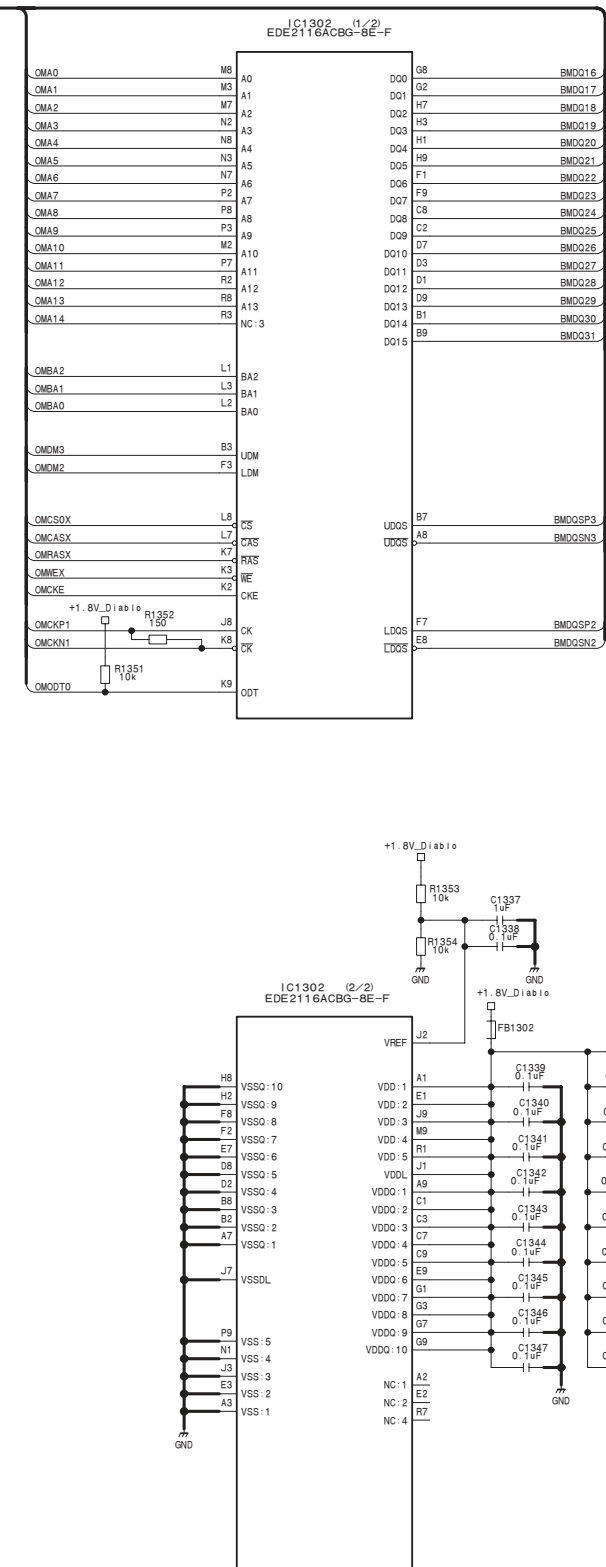 IC1302 (1/2)
EDE2116ACBG-8E-F
OMA0 M8 A0 DQ0 G8 BMDQ16
OMA1 M3 A1 DQ1 G2 BMDQ17
OMA2 M7 A2 DQ2 H7 BMDQ18
OMA3 N2 A3 DQ3 H3 BMDQ19
OMA4 N8 A4 DQ4 H1 BMDQ20
OMA5 N3 A5 DQ5 H9 BMDQ21
OMA6 N7 A6 DQ6 F1 BMDQ22
OMA7 P2 A7 DQ7 F9 BMDQ23
OMA8 P8 A8 DQ8 C8 BMDQ24
OMA9 P3 A9 DQ9 C2 BMDQ25
OMA10 M2 A10 DQ10 D7 BMDQ26
OMA11 P7 A11 DQ11 D3 BMDQ27
OMA12 R2 A12 DQ12 D1 BMDQ28
OMA13 R8 A13 DQ13 D9 BMDQ29
OMA14 R3 NC:3 DQ14 B1 BMDQ30
DQ15 B9 BMDQ31
OMBA2 L1 BA2
OMBA1 L3 BA1
OMBA0 L2 BA0
OMDM3 B3 UDM
OMDM2 F3 LDM
OMCS0X L8 CS UDQS B7 BMDQSP3
OMCASX L7 CAS UDQS A8 BMDQSN3
OMRASX K7 RAS
OMWEX K3 WE
OMCKE K2 CKE
+1.8V_Diablo
R1352
150
OMCKP1 J8 CK LDQS F7 BMDQSP2
OMCKN1 K8 CK LDQS E8 BMDQSN2
R1351
10k
OMODT0 K9 ODT
+1.8V_Diablo
R1353
10k
C1337
1uF
C1338
0.1uF
R1354
10k
GND
GND
IC1302 (2/2)
EDE2116ACBG-8E-F
+1.8V_Diablo
FB1302
VREF J2
H8 VSSQ:10 VDD:1 A1 C1339 0.1uF
H2 VSSQ:9 VDD:2 E1
F8 VSSQ:8 VDD:3 J9 C1340 0.1uF
F2 VSSQ:7 VDD:4 M9
E7 VSSQ:6 VDD:5 R1 C1341 0.1uF
D8 VSSQ:5 VDDL J1
D2 VSSQ:4 VDDQ:1 A9 C1342 0.1uF
B8 VSSQ:3 VDDQ:2 C1
B2 VSSQ:2 VDDQ:3 C3 C1343 0.1uF
A7 VSSQ:1 VDDQ:4 C7
VDDQ:5 C9 C1344 0.1uF
J7 VSSDL VDDQ:6 E9
VDDQ:7 G1 C1345 0.1uF
VDDQ:8 G3
P9 VSS:5 VDDQ:9 G7 C1346 0.1uF
N1 VSS:4 VDDQ:10 G9
J3 VSS:3 C1347 0.1uF
E3 VSS:2 NC:1 A2
A3 VSS:1 NC:2 E2
NC:4 R7
GND
GND